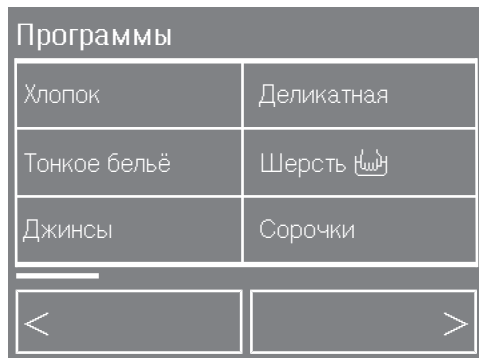 Программы
Хлопок Деликатная
Тонкое бельё Шерсть
Джинсы Сорочки
< >